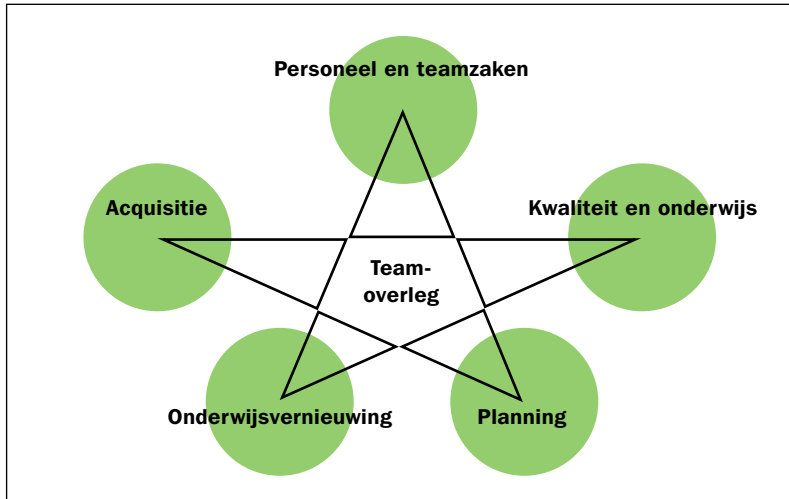 Personeel en teamzaken
Acquisitie
Kwaliteit en onderwijs
Team-
overleg
Onderwijsvernieuwing
Planning